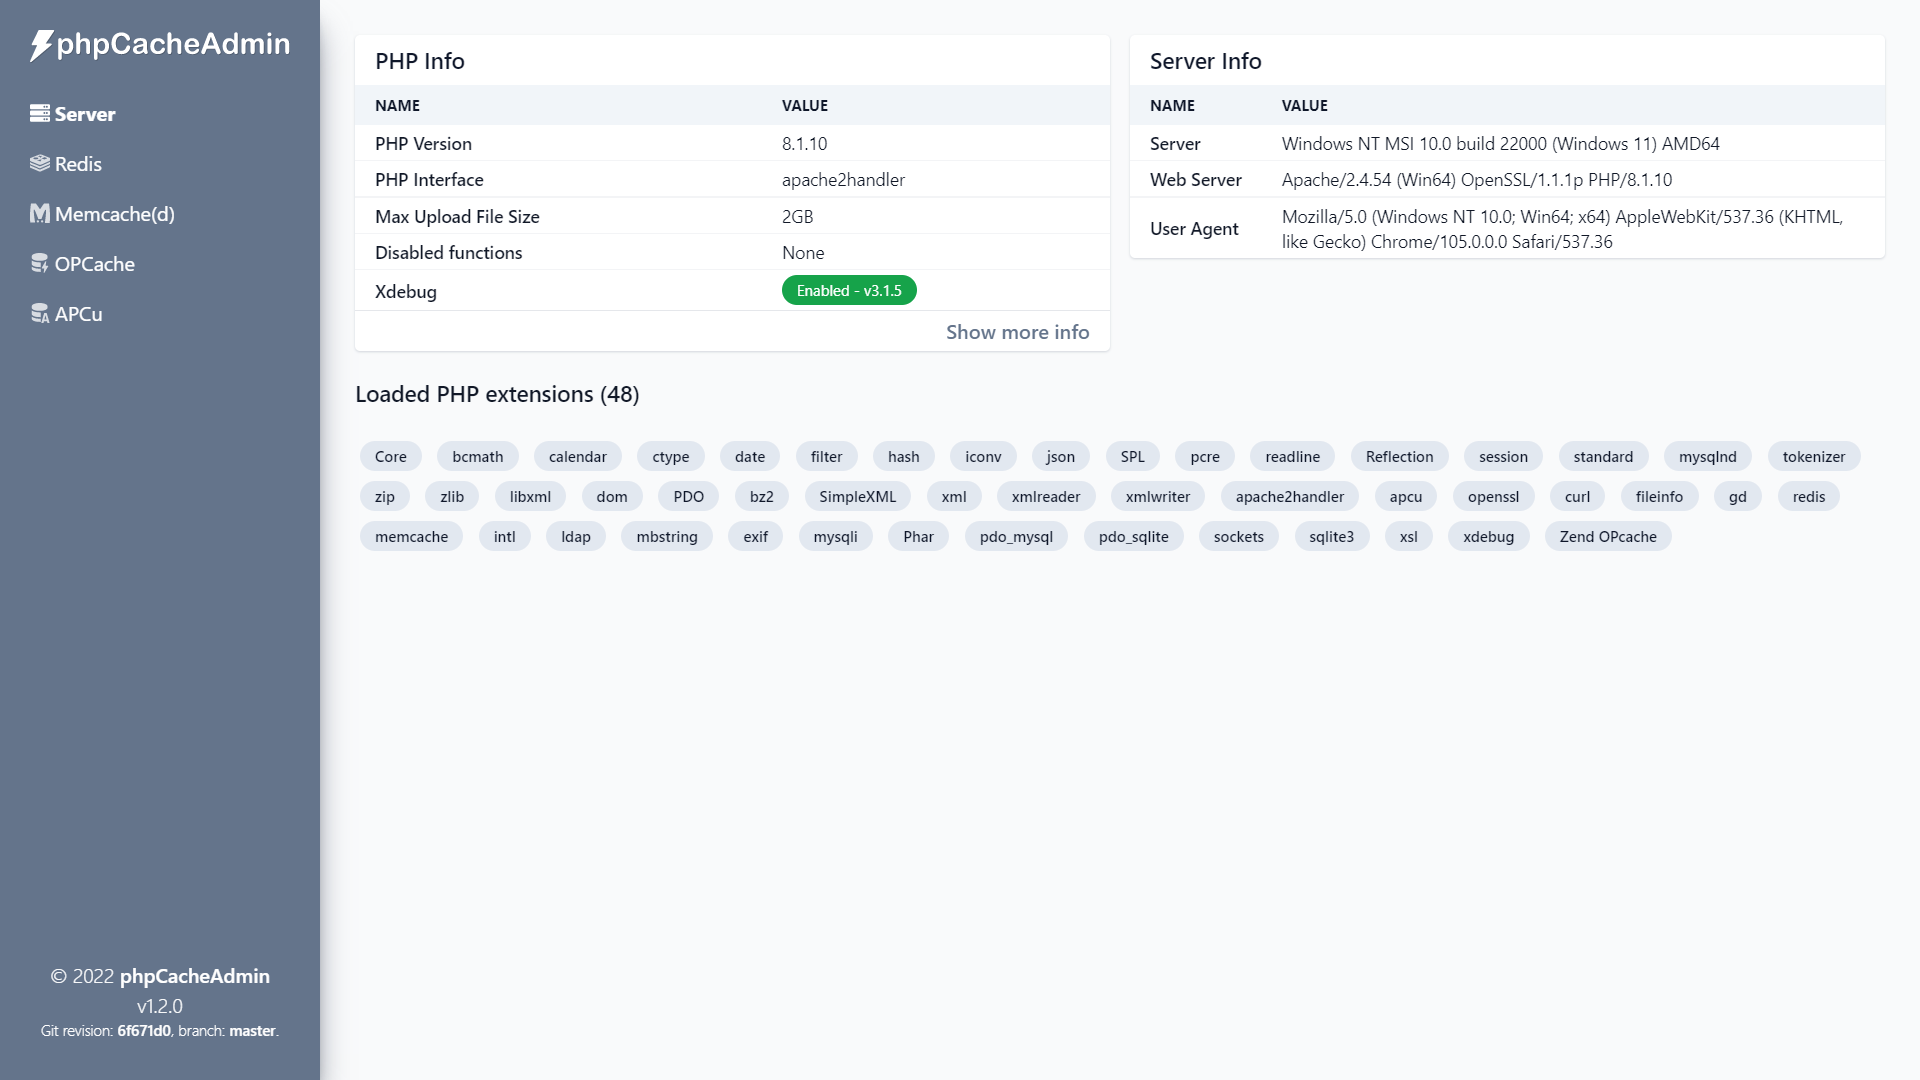 phpCacheAdmin
Server
Redis
Memcache(d)
OPCache
APCu
© 2022 phpCacheAdmin
v1.2.0
Git revision: 6f671d0, branch: master.
PHP Info
NAME VALUE
PHP Version 8.1.10
PHP Interface apache2handler
Max Upload File Size 2GB
Disabled functions None
Xdebug Enabled - v3.1.5
Show more info
Server Info
NAME VALUE
Server Windows NT MSI 10.0 build 22000 (Windows 11) AMD64
Web Server Apache/2.4.54 (Win64) OpenSSL/1.1.1p PHP/8.1.10
User Agent Mozilla/5.0 (Windows NT 10.0; Win64; x64) AppleWebKit/537.36 (KHTML,
like Gecko) Chrome/105.0.0.0 Safari/537.36
Loaded PHP extensions (48)
Core bcmath calendar ctype date filter hash iconv json SPL pcre readline Reflection session standard mysqlnd tokenizer
zip zlib libxml dom PDO bz2 SimpleXML xml xmlreader xmlwriter apache2handler apcu openssl curl fileinfo gd redis
memcache intl ldap mbstring exif mysqli Phar pdo_mysql pdo_sqlite sockets sqlite3 xsl xdebug Zend OPcache